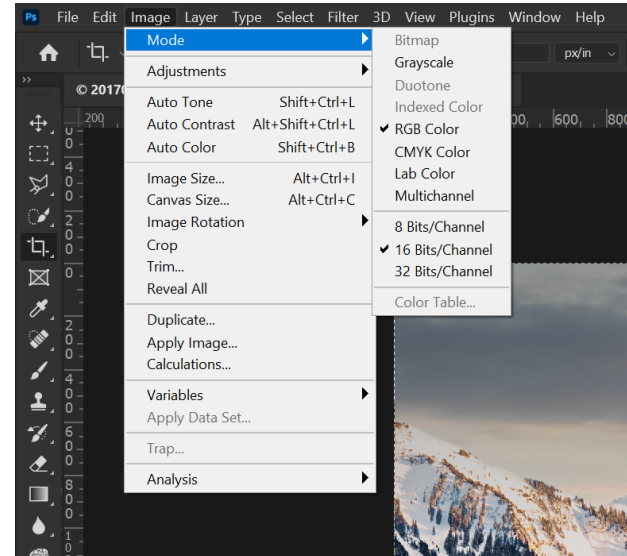 Ps File Edit Image Layer Type Select Filter 3D View Plugins Window Help
px/in
© 2017
200
600
800
Mode
Adjustments
Auto Tone Shift+Ctrl+L
Auto Contrast Alt+Shift+Ctrl+L
Auto Color Shift+Ctrl+B
Image Size... Alt+Ctrl+I
Canvas Size... Alt+Ctrl+C
Image Rotation
Crop
Trim...
Reveal All
Duplicate...
Apply Image...
Calculations...
Variables
Apply Data Set...
Trap...
Analysis
Bitmap
Grayscale
Duotone
Indexed Color
RGB Color
CMYK Color
Lab Color
Multichannel
8 Bits/Channel
16 Bits/Channel
32 Bits/Channel
Color Table...